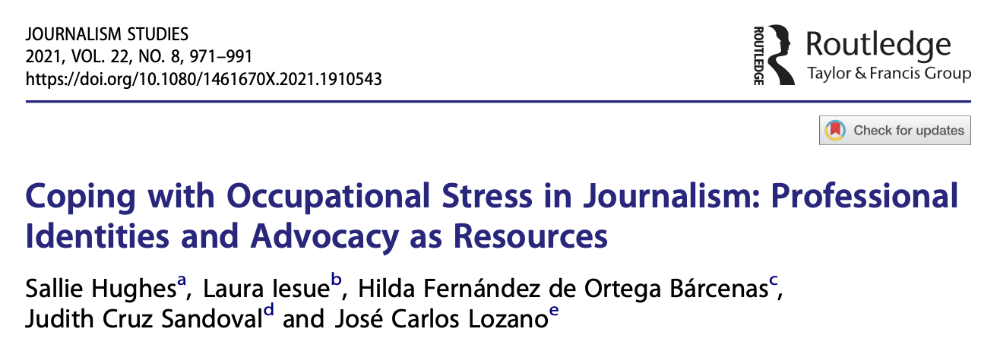 JOURNALISM STUDIES
2021, VOL. 22, NO. 8, 971–991
https://doi.org/10.1080/1461670X.2021.1910543
ROUTLEDGE
Routledge
Taylor & Francis Group
Check for updates
Coping with Occupational Stress in Journalism: Professional
Identities and Advocacy as Resources
Sallie Hughesᵃ, Laura Iesueᵇ, Hilda Fernández de Ortega Bárcenasᶜ,
Judith Cruz Sandovalᵈ and José Carlos Lozanoᵉ